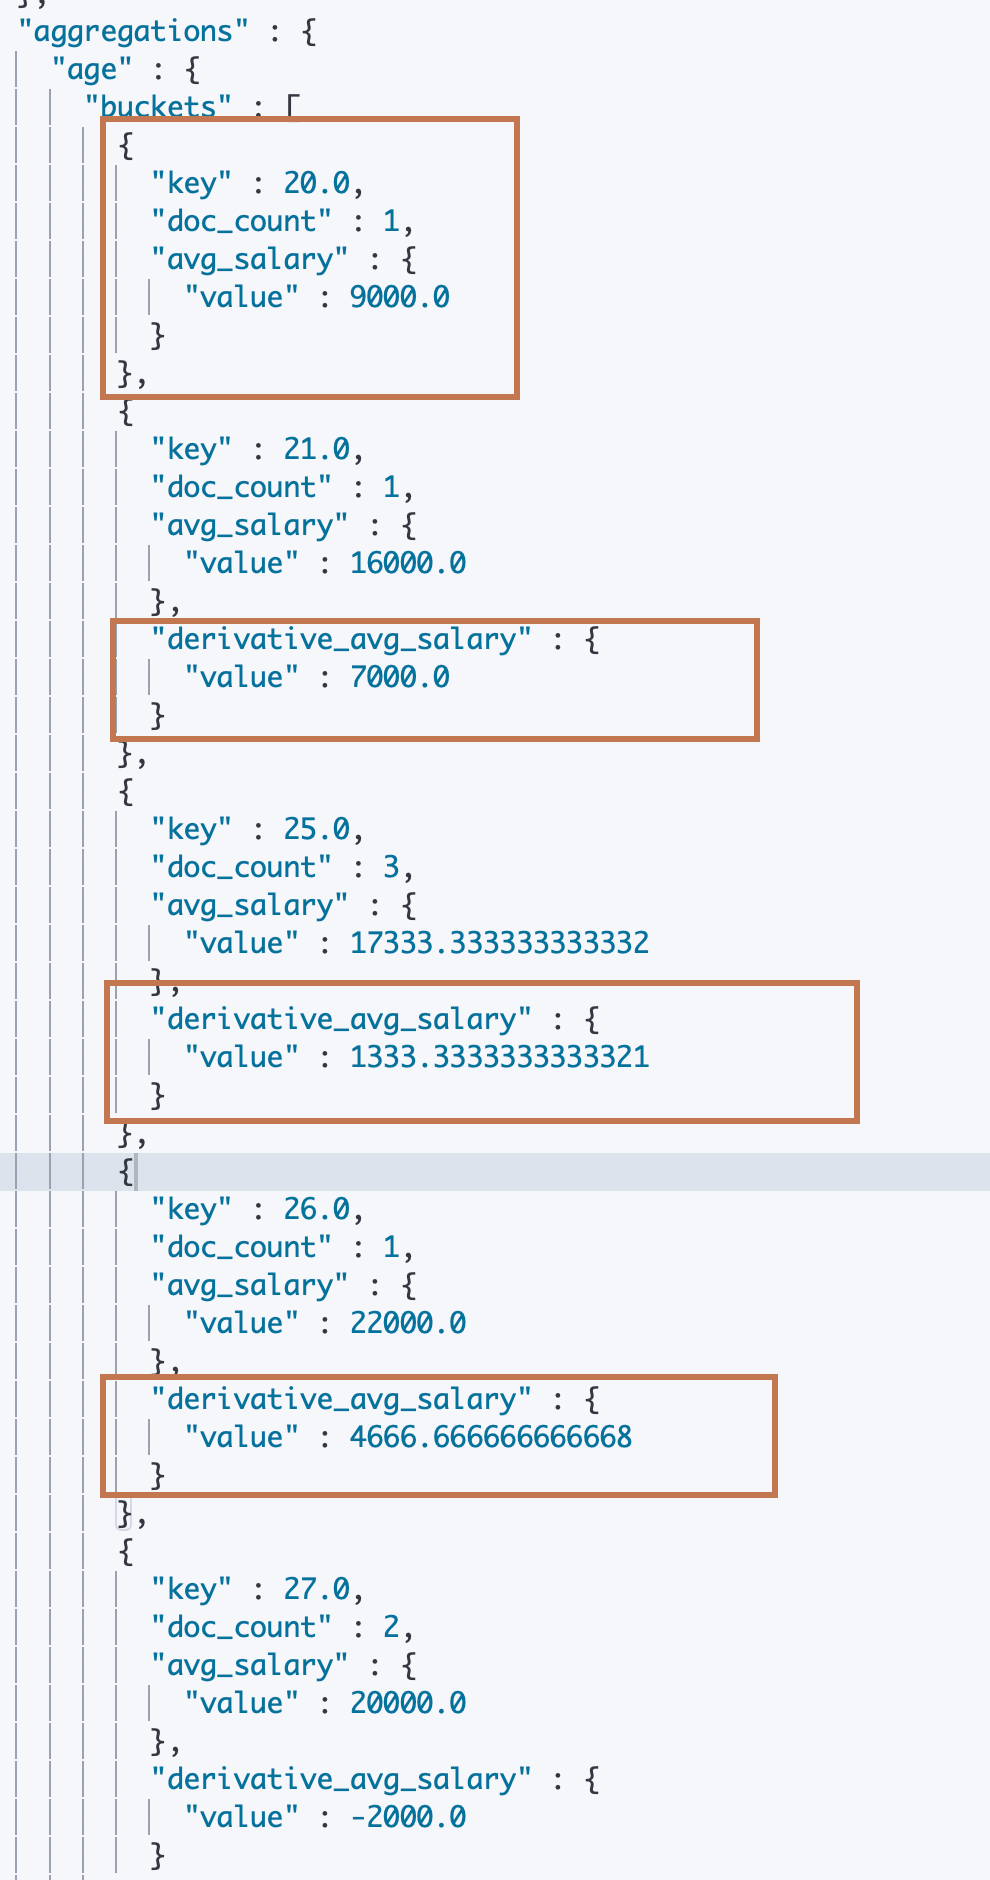 },
"aggregations" : {
"age" : {
"buckets" : [
{
"key" : 20.0,
"doc_count" : 1,
"avg_salary" : {
"value" : 9000.0
}
},
{
"key" : 21.0,
"doc_count" : 1,
"avg_salary" : {
"value" : 16000.0
},
"derivative_avg_salary" : {
"value" : 7000.0
}
},
{
"key" : 25.0,
"doc_count" : 3,
"avg_salary" : {
"value" : 17333.333333333332
},
"derivative_avg_salary" : {
"value" : 1333.3333333333321
}
},
{
"key" : 26.0,
"doc_count" : 1,
"avg_salary" : {
"value" : 22000.0
},
"derivative_avg_salary" : {
"value" : 4666.666666666668
}
},
{
"key" : 27.0,
"doc_count" : 2,
"avg_salary" : {
"value" : 20000.0
},
"derivative_avg_salary" : {
"value" : -2000.0
}